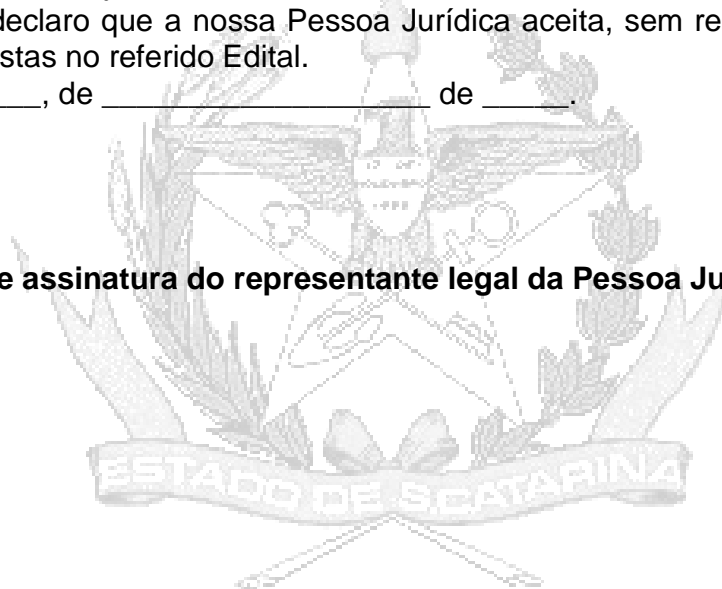 declaro que a nossa Pessoa Jurídica aceita, sem re
stas no referido Edital.
___, de ___________________ de _____.
e assinatura do representante legal da Pessoa Ju
ESTADO DE S.CATARINA